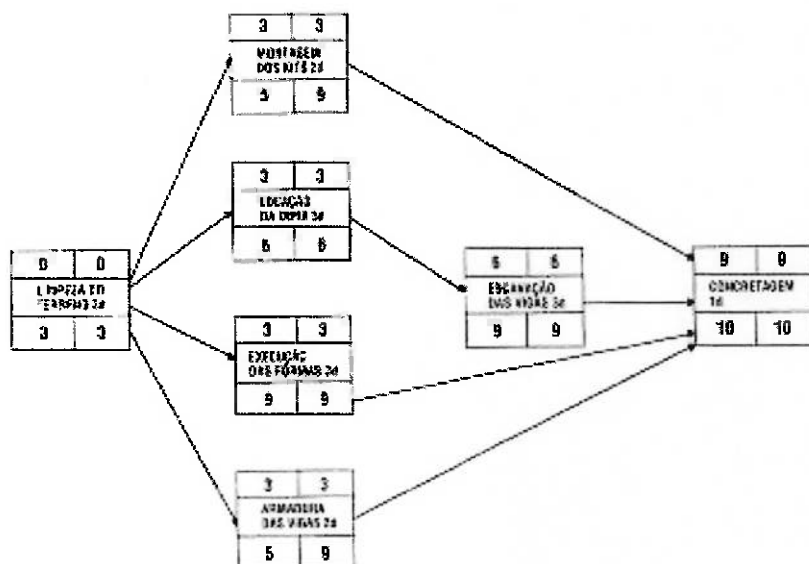 3 3
MONTAGEM
DOS KITS 2d
5 9
3 3
LOCAÇÃO
DA OBRA 3d
6 6
0 0
LIMPEZA DO
TERRENO 3d
3 3
6 6
ESCAVAÇÃO
DAS VIGAS 3d
9 9
9 9
CONCRETAGEM
1d
10 10
3 3
EXECUÇÃO
DAS FÔRMAS
9 9
3 3
ARMADURA
DAS VIGAS 2d
5 9